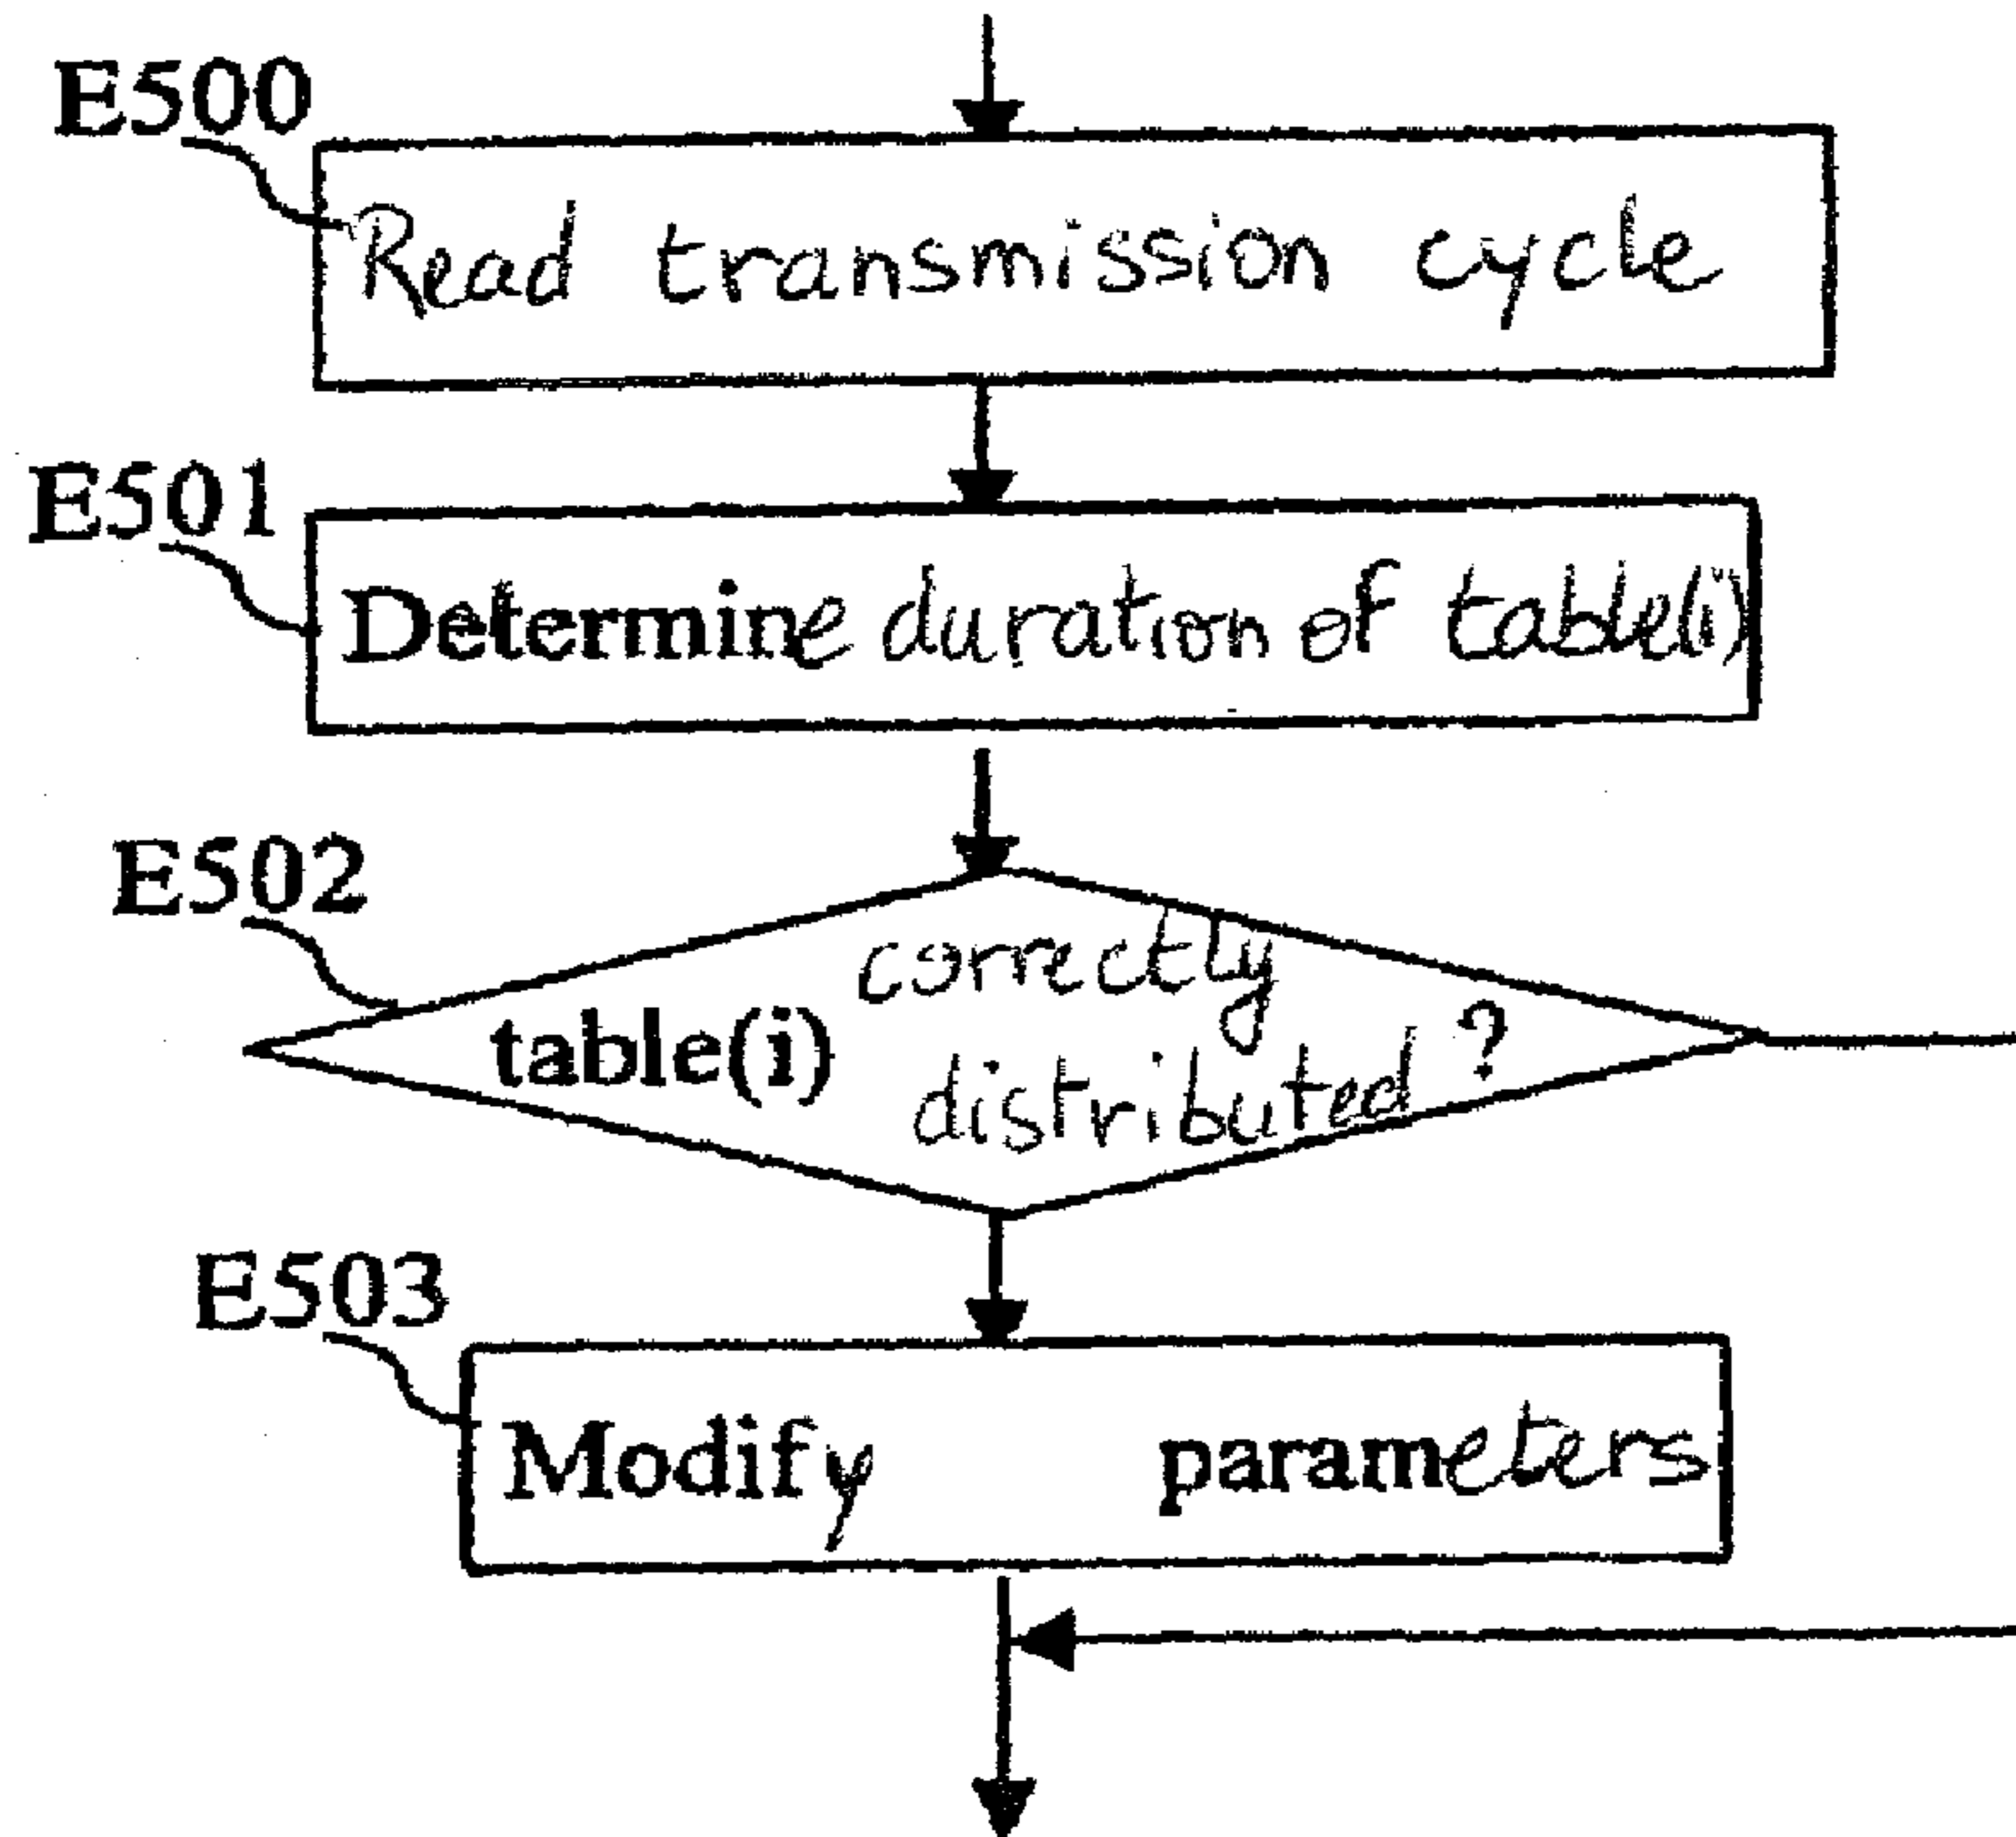 E500
Read transmission cycle
E501
Determine duration of table(i)
E502
correctly
table(i)
distributed ?
E503
Modify parameters